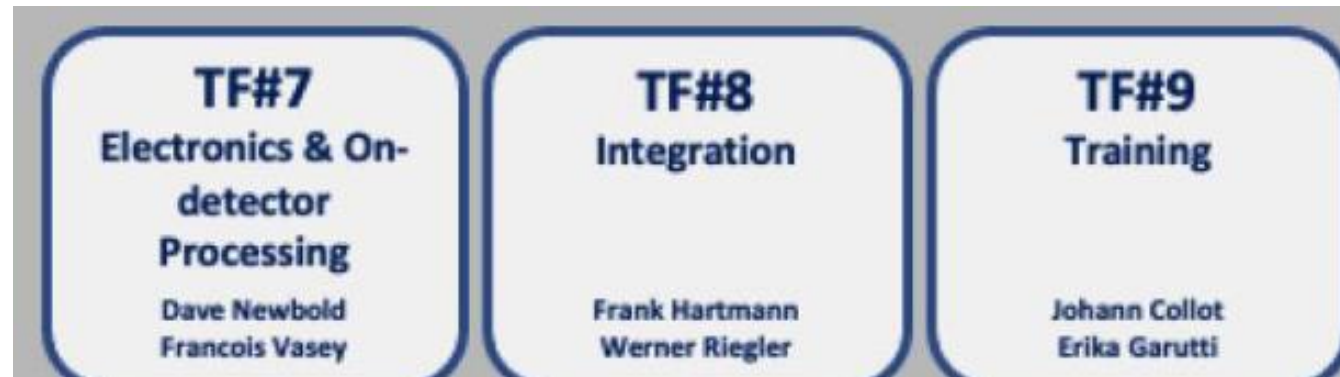 TF#7
Electronics & On-
detector
Processing
Dave Newbold
Francois Vasey
TF#8
Integration
Frank Hartmann
Werner Riegler
TF#9
Training
Johann Collot
Erika Garutti